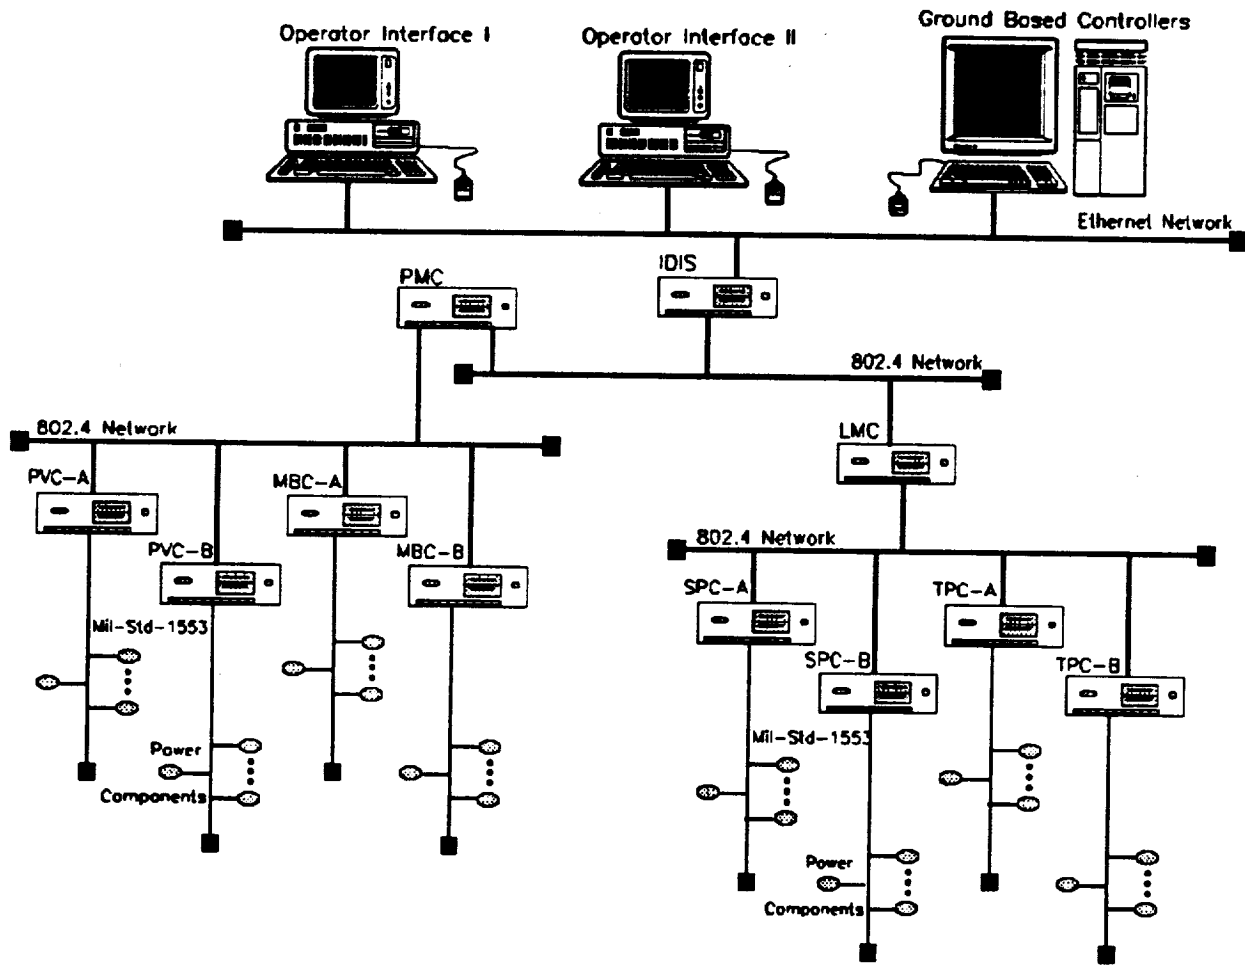 Ground Based Controllers
Operator Interface I
Operator Interface II
Ethernet Network
IDIS
PMC
802.4 Network
802.4 Network
LMC
PVC-A
MBC-A
802.4 Network
PVC-B
MBC-B
SPC-A
TPC-A
Mil-Std-1553
SPC-B
TPC-B
Mil-Std-1553
Power
Components
Power
Components